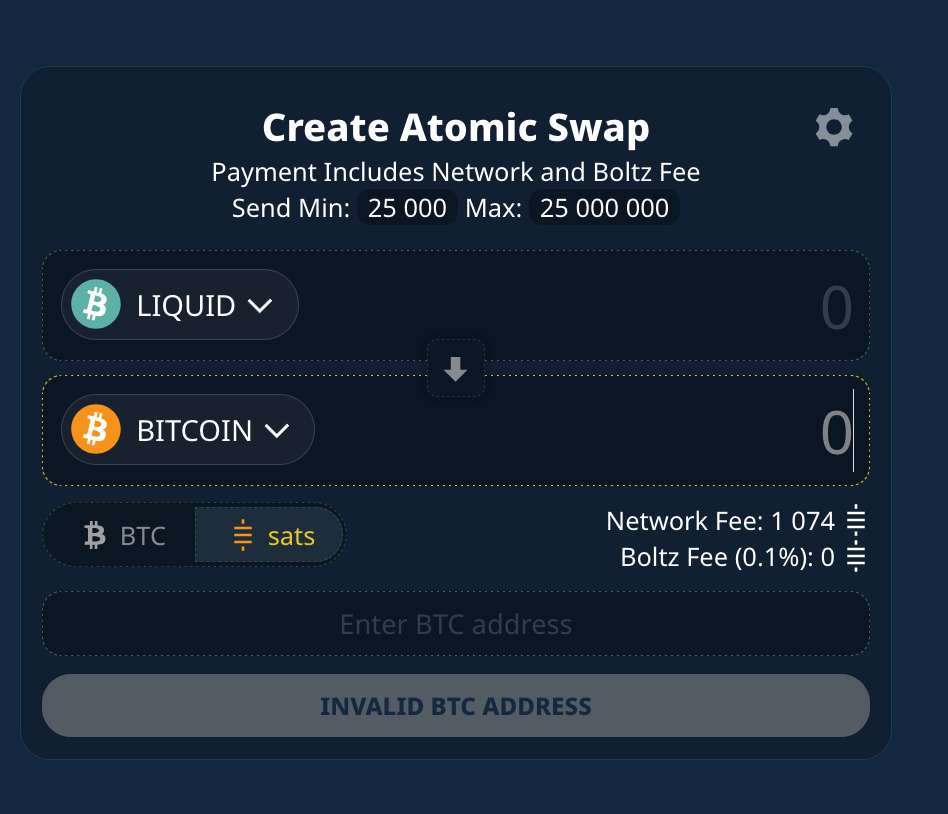 Create Atomic Swap
Payment Includes Network and Boltz Fee
Send Min: 25 000 Max: 25 000 000
LIQUID 0
BITCOIN 0
BTC sats
Network Fee: 1 074
Boltz Fee (0.1%): 0
Enter BTC address
INVALID BTC ADDRESS